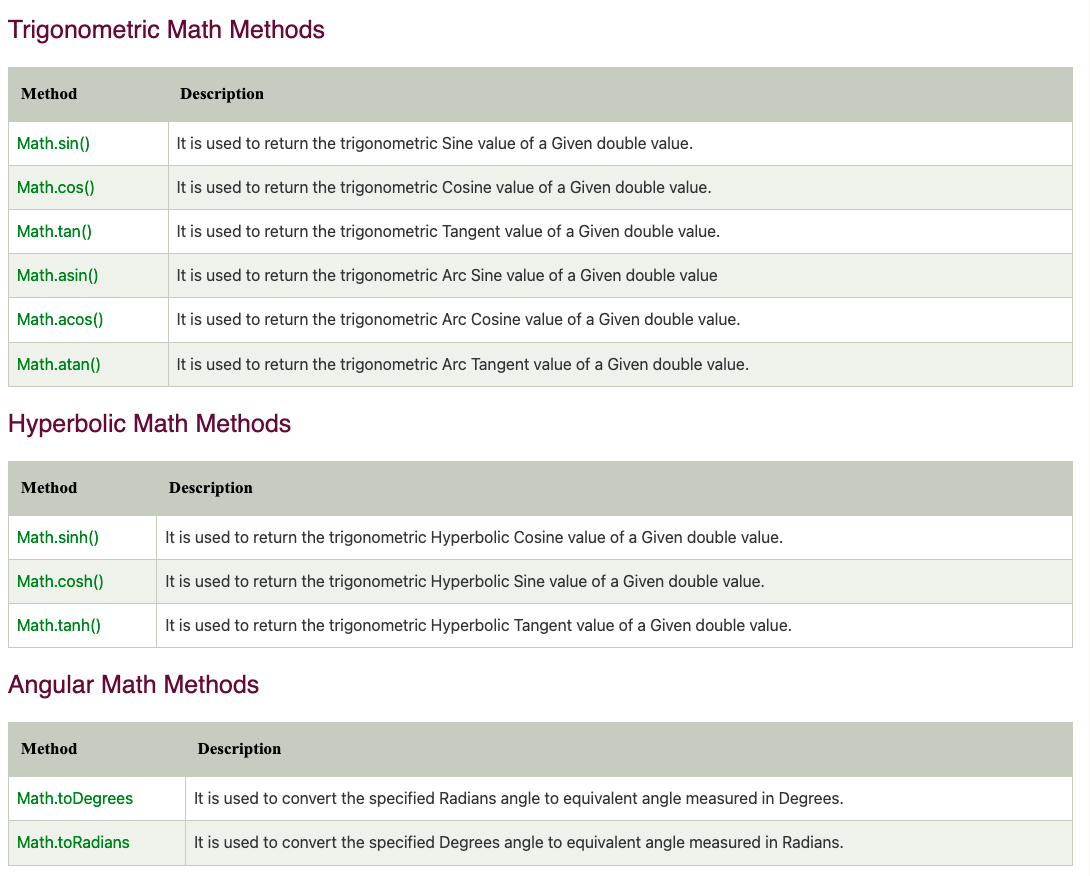 Trigonometric Math Methods
Method Description
Math.sin() It is used to return the trigonometric Sine value of a Given double value.
Math.cos() It is used to return the trigonometric Cosine value of a Given double value.
Math.tan() It is used to return the trigonometric Tangent value of a Given double value.
Math.asin() It is used to return the trigonometric Arc Sine value of a Given double value
Math.acos() It is used to return the trigonometric Arc Cosine value of a Given double value.
Math.atan() It is used to return the trigonometric Arc Tangent value of a Given double value.
Hyperbolic Math Methods
Method Description
Math.sinh() It is used to return the trigonometric Hyperbolic Cosine value of a Given double value.
Math.cosh() It is used to return the trigonometric Hyperbolic Sine value of a Given double value.
Math.tanh() It is used to return the trigonometric Hyperbolic Tangent value of a Given double value.
Angular Math Methods
Method Description
Math.toDegrees It is used to convert the specified Radians angle to equivalent angle measured in Degrees.
Math.toRadians It is used to convert the specified Degrees angle to equivalent angle measured in Radians.